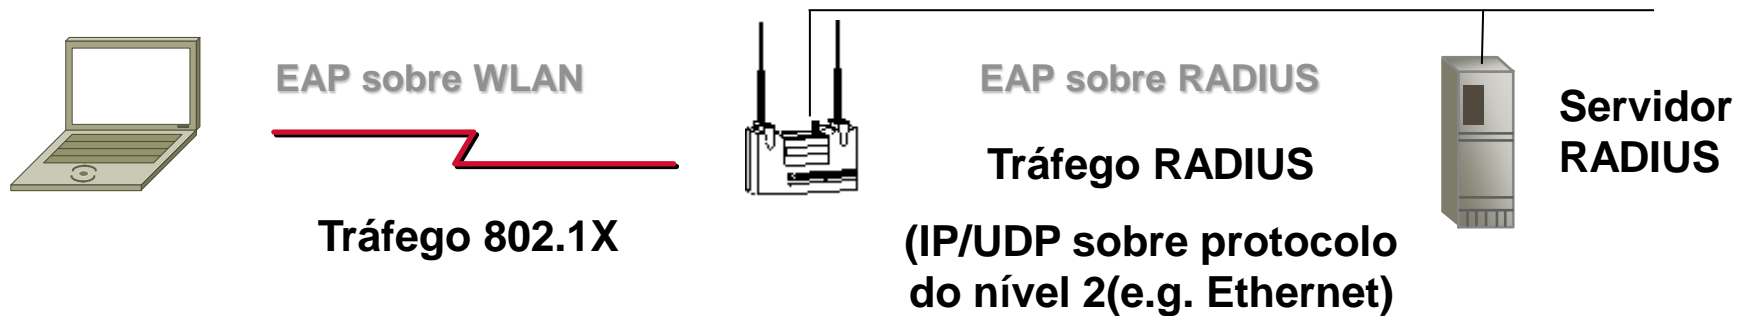 EAP sobre WLAN
Tráfego 802.1X
EAP sobre RADIUS
Tráfego RADIUS
(IP/UDP sobre protocolo
do nível 2(e.g. Ethernet)
Servidor
RADIUS